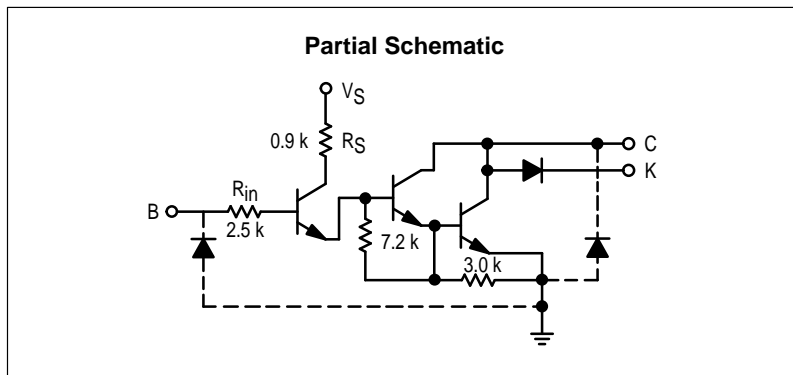 Partial Schematic
VS
0.9 k
RS
C
K
Rin
B
2.5 k
7.2 k
3.0 k